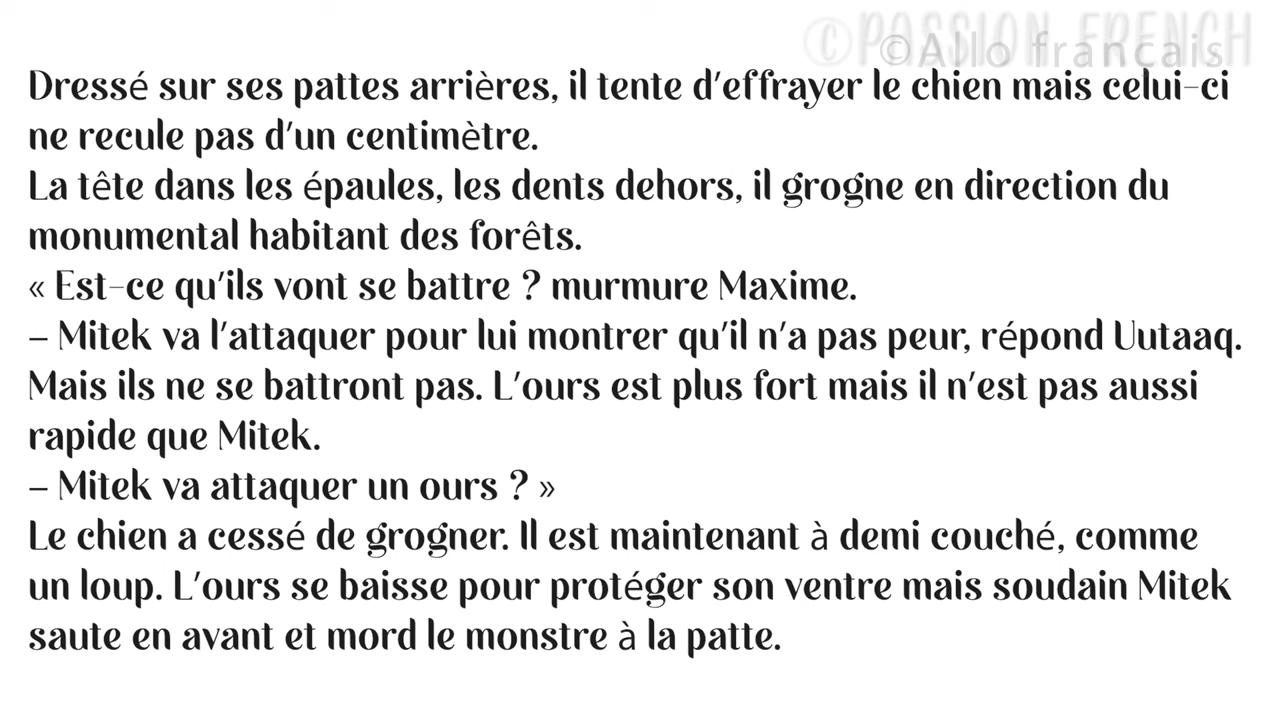 ©PASSION FRENCH
©Allo francais
Dressé sur ses pattes arrières, il tente d'effrayer le chien mais celui-ci
ne recule pas d'un centimètre.
La tête dans les épaules, les dents dehors, il grogne en direction du
monumental habitant des forêts.
« Est-ce qu'ils vont se battre ? murmure Maxime.
– Mitek va l'attaquer pour lui montrer qu'il n'a pas peur, répond Uutaaq.
Mais ils ne se battront pas. L'ours est plus fort mais il n'est pas aussi
rapide que Mitek.
– Mitek va attaquer un ours ? »
Le chien a cessé de grogner. Il est maintenant à demi couché, comme
un loup. L'ours se baisse pour protéger son ventre mais soudain Mitek
saute en avant et mord le monstre à la patte.